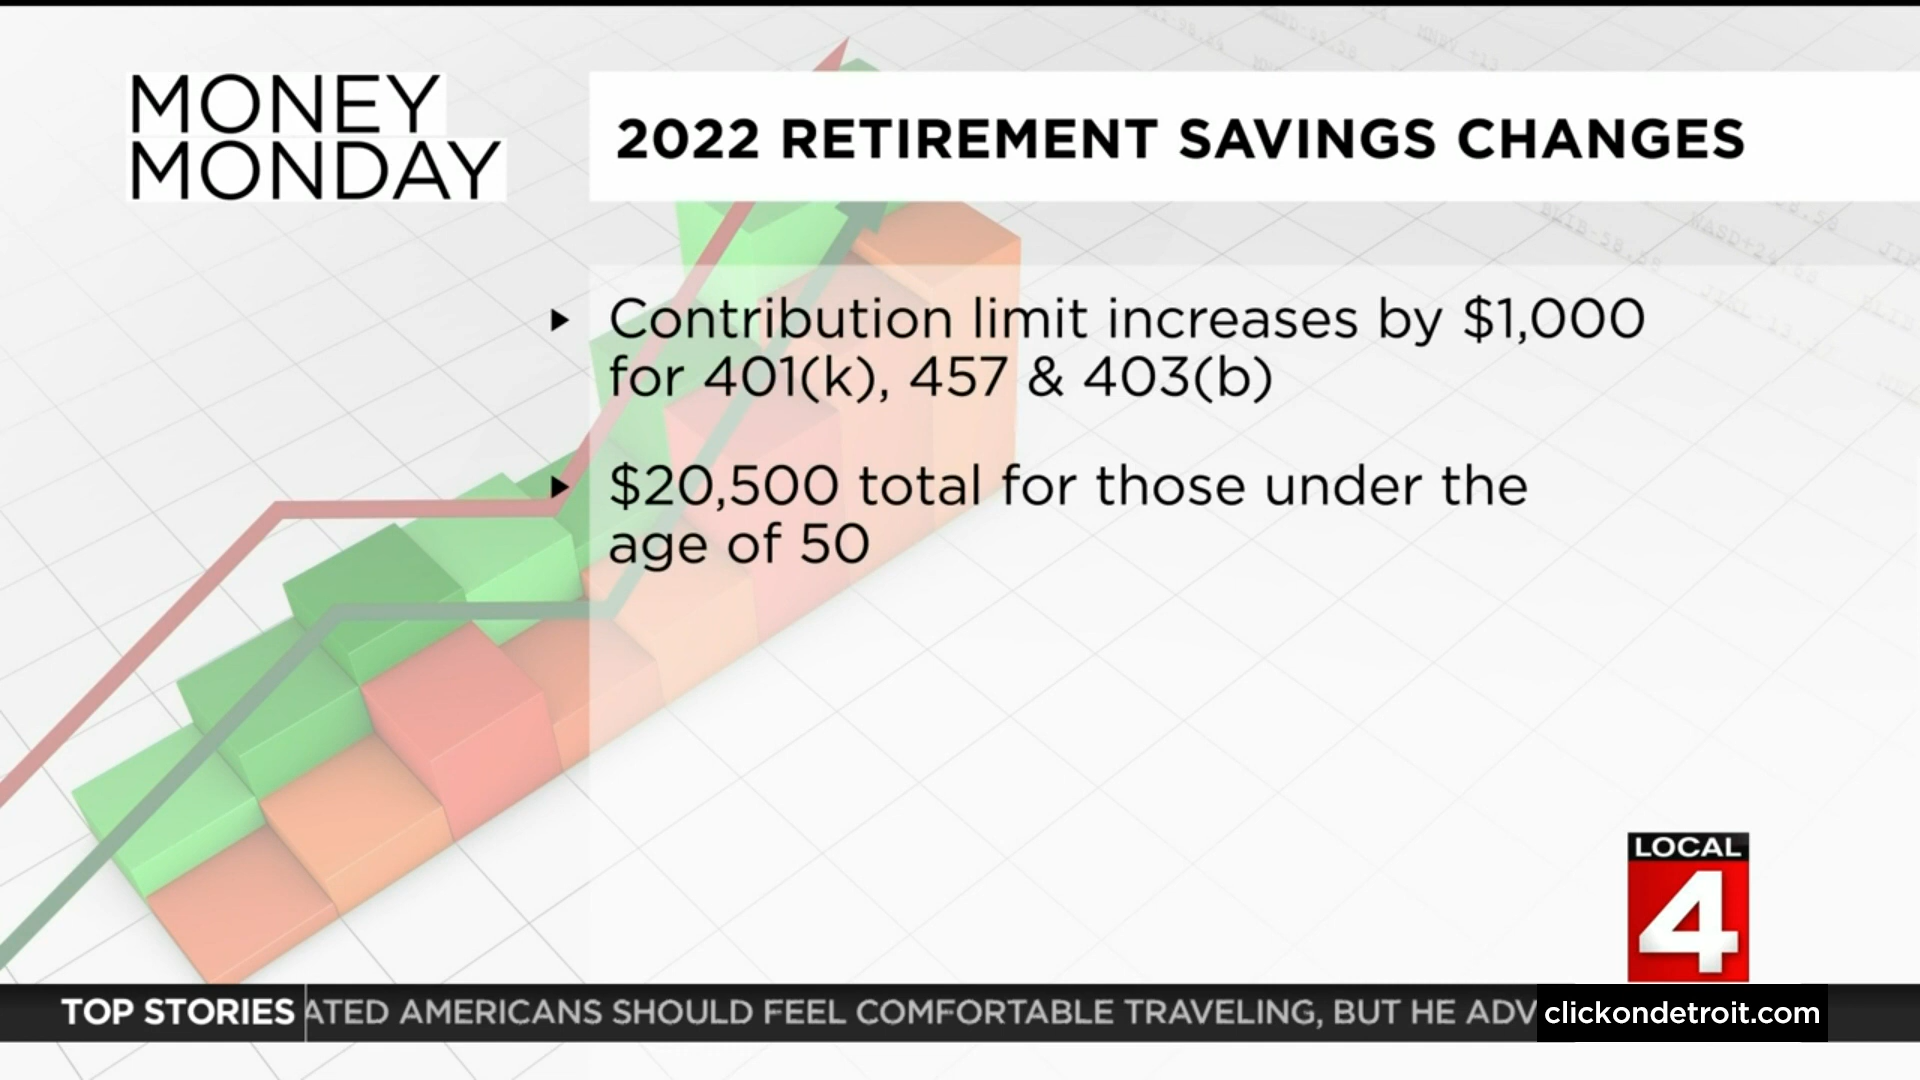 MONEY
MONDAY
2022 RETIREMENT SAVINGS CHANGES
▸ Contribution limit increases by $1,000
for 401(k), 457 & 403(b)
▸ $20,500 total for those under the
age of 50
LOCAL
4
TOP STORIES
ATED AMERICANS SHOULD FEEL COMFORTABLE TRAVELING, BUT HE ADV
clickondetroit.com